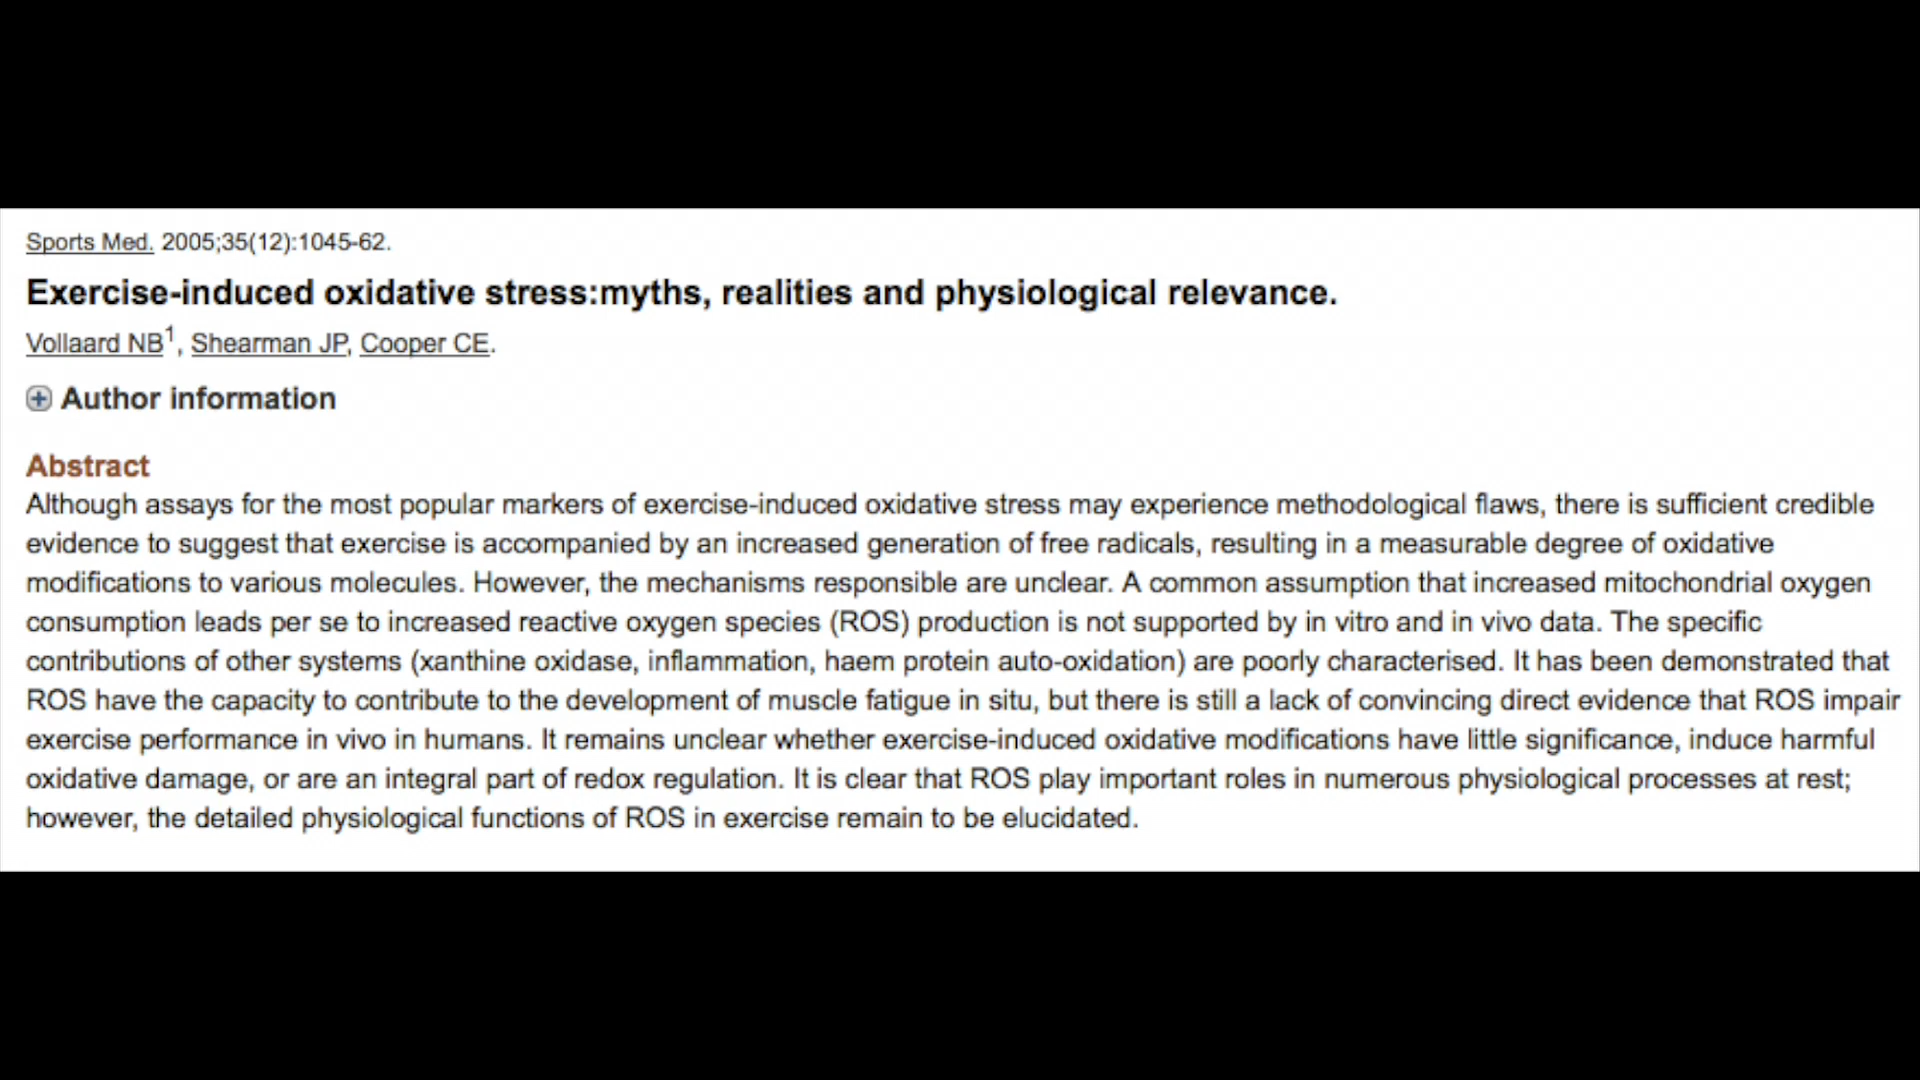 Sports Med. 2005;35(12):1045-62.
Exercise-induced oxidative stress:myths, realities and physiological relevance.
Vollaard NB1, Shearman JP, Cooper CE.
Author information
Abstract
Although assays for the most popular markers of exercise-induced oxidative stress may experience methodological flaws, there is sufficient credible
evidence to suggest that exercise is accompanied by an increased generation of free radicals, resulting in a measurable degree of oxidative
modifications to various molecules. However, the mechanisms responsible are unclear. A common assumption that increased mitochondrial oxygen
consumption leads per se to increased reactive oxygen species (ROS) production is not supported by in vitro and in vivo data. The specific
contributions of other systems (xanthine oxidase, inflammation, haem protein auto-oxidation) are poorly characterised. It has been demonstrated that
ROS have the capacity to contribute to the development of muscle fatigue in situ, but there is still a lack of convincing direct evidence that ROS impair
exercise performance in vivo in humans. It remains unclear whether exercise-induced oxidative modifications have little significance, induce harmful
oxidative damage, or are an integral part of redox regulation. It is clear that ROS play important roles in numerous physiological processes at rest;
however, the detailed physiological functions of ROS in exercise remain to be elucidated.